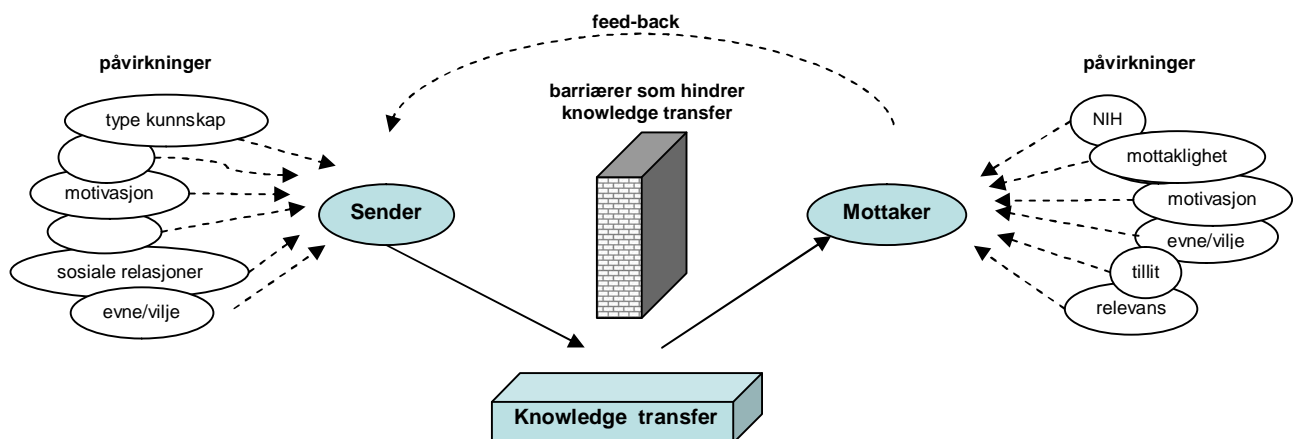 feed-back
påvirkninger
påvirkninger
barriærer som hindrer
knowledge transfer
type kunnskap
motivasjon
sosiale relasjoner
evne/vilje
Sender
Mottaker
NIH
mottaklighet
motivasjon
evne/vilje
tillit
relevans
Knowledge transfer